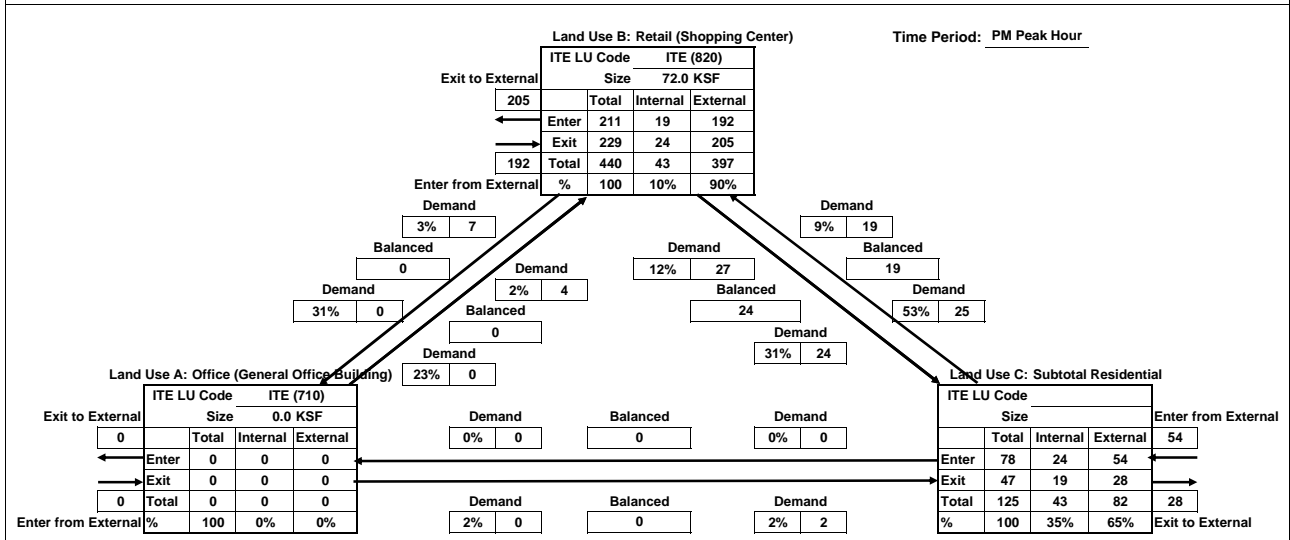 Land Use B: Retail (Shopping Center)
Time Period: PM Peak Hour
ITE LU Code ITE (820)
Exit to External Size 72.0 KSF
205 Total Internal External
Enter 211 19 192
Exit 229 24 205
192 Total 440 43 397
Enter from External % 100 10% 90%
Demand Demand
3% 7 9% 19
Balanced Demand Balanced
0 Demand 12% 27 19
Demand 2% 4 Balanced Demand
31% 0 Balanced 24 53% 25
0 Demand
Demand 31% 24
Land Use A: Office (General Office Building) 23% 0 Land Use C: Subtotal Residential
ITE LU Code ITE (710) ITE LU Code
Exit to External Size 0.0 KSF Demand Balanced Demand Size Enter from External
0 Total Internal External 0% 0 0 0% 0 Total Internal External 54
Enter 0 0 0 Enter 78 24 54
Exit 0 0 0 Exit 47 19 28
0 Total 0 0 0 Demand Balanced Demand Total 125 43 82 28
Enter from External % 100 0% 0% 2% 0 0 2% 2 % 100 35% 65% Exit to External